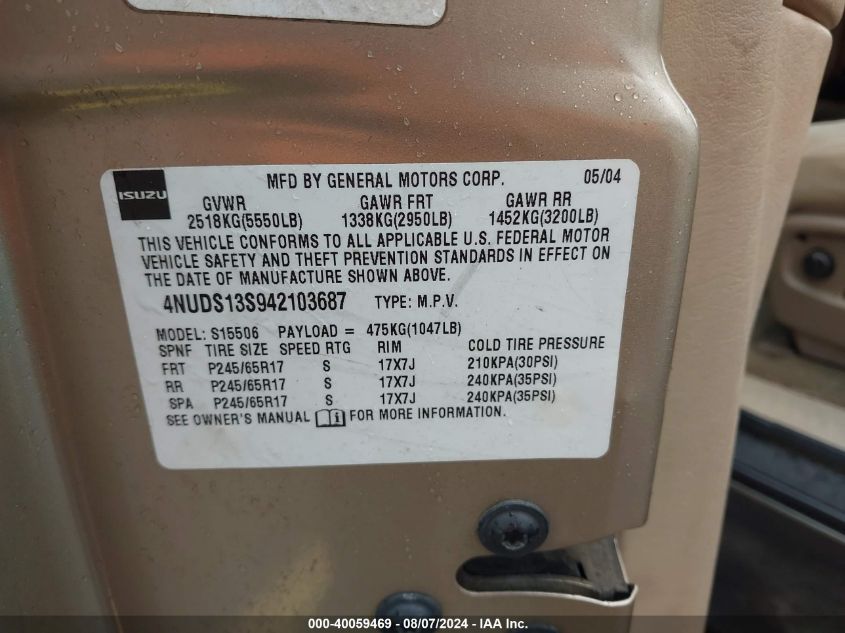 ISUZU
MFD BY GENERAL MOTORS CORP. 05/04
GVWR GAWR FRT GAWR RR
2518KG(5550LB) 1338KG(2950LB) 1452KG(3200LB)
THIS VEHICLE CONFORMS TO ALL APPLICABLE U.S. FEDERAL MOTOR
VEHICLE SAFETY AND THEFT PREVENTION STANDARDS IN EFFECT ON
THE DATE OF MANUFACTURE SHOWN ABOVE.
4NUDS13S942103687 TYPE: M.P.V.
MODEL: S15506 PAYLOAD = 475KG(1047LB)
SPNF TIRE SIZE SPEED RTG RIM COLD TIRE PRESSURE
FRT P245/65R17 S 17X7J 210KPA(30PSI)
RR P245/65R17 S 17X7J 240KPA(35PSI)
SPA P245/65R17 S 17X7J 240KPA(35PSI)
SEE OWNER'S MANUAL FOR MORE INFORMATION.
000-40059469 - 08/07/2024 - IAA Inc.